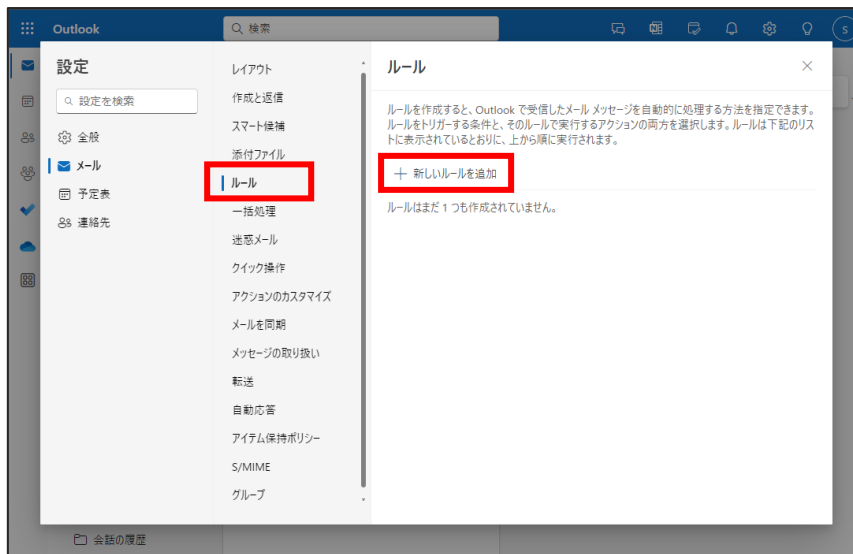 Outlook
検索
S
設定
設定を検索
全般
メール
予定表
連絡先
レイアウト
作成と返信
スマート候補
添付ファイル
ルール
一括処理
迷惑メール
クイック操作
アクションのカスタマイズ
メールを同期
メッセージの取り扱い
転送
自動応答
アイテム保持ポリシー
S/MIME
グループ
ルール
ルールを作成すると、Outlook で受信したメール メッセージを自動的に処理する方法を指定できます。
ルールをトリガーする条件と、そのルールで実行するアクションの両方を選択します。ルールは下記のリス
トに表示されているとおりに、上から順に実行されます。
新しいルールを追加
ルールはまだ 1 つも作成されていません。
会話の履歴